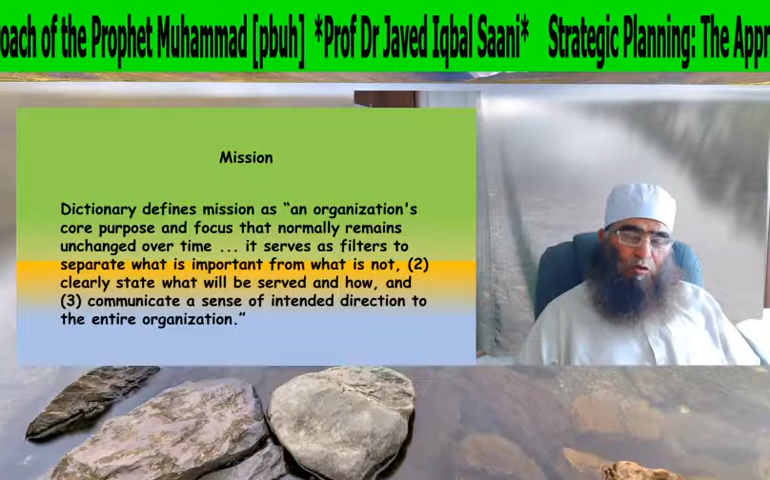 oach of the Prophet Muhammad [pbuh] *Prof Dr Javed Iqbal Saani* Strategic Planning: The Appr
Mission
Dictionary defines mission as “an organization's
core purpose and focus that normally remains
unchanged over time ... it serves as filters to
separate what is important from what is not, (2)
clearly state what will be served and how, and
(3) communicate a sense of intended direction to
the entire organization.”